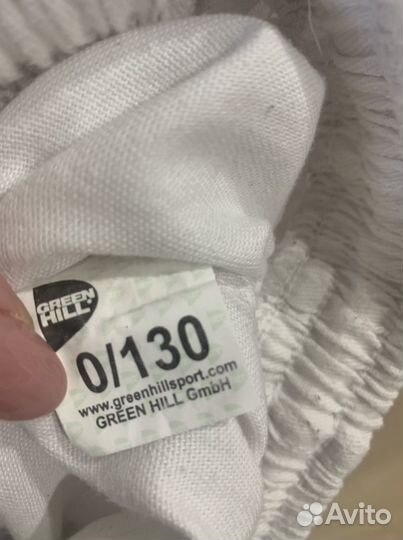 GREEN
HILL
0/130
www.greenhillsport.com
GREEN HILL GmbH
Avito